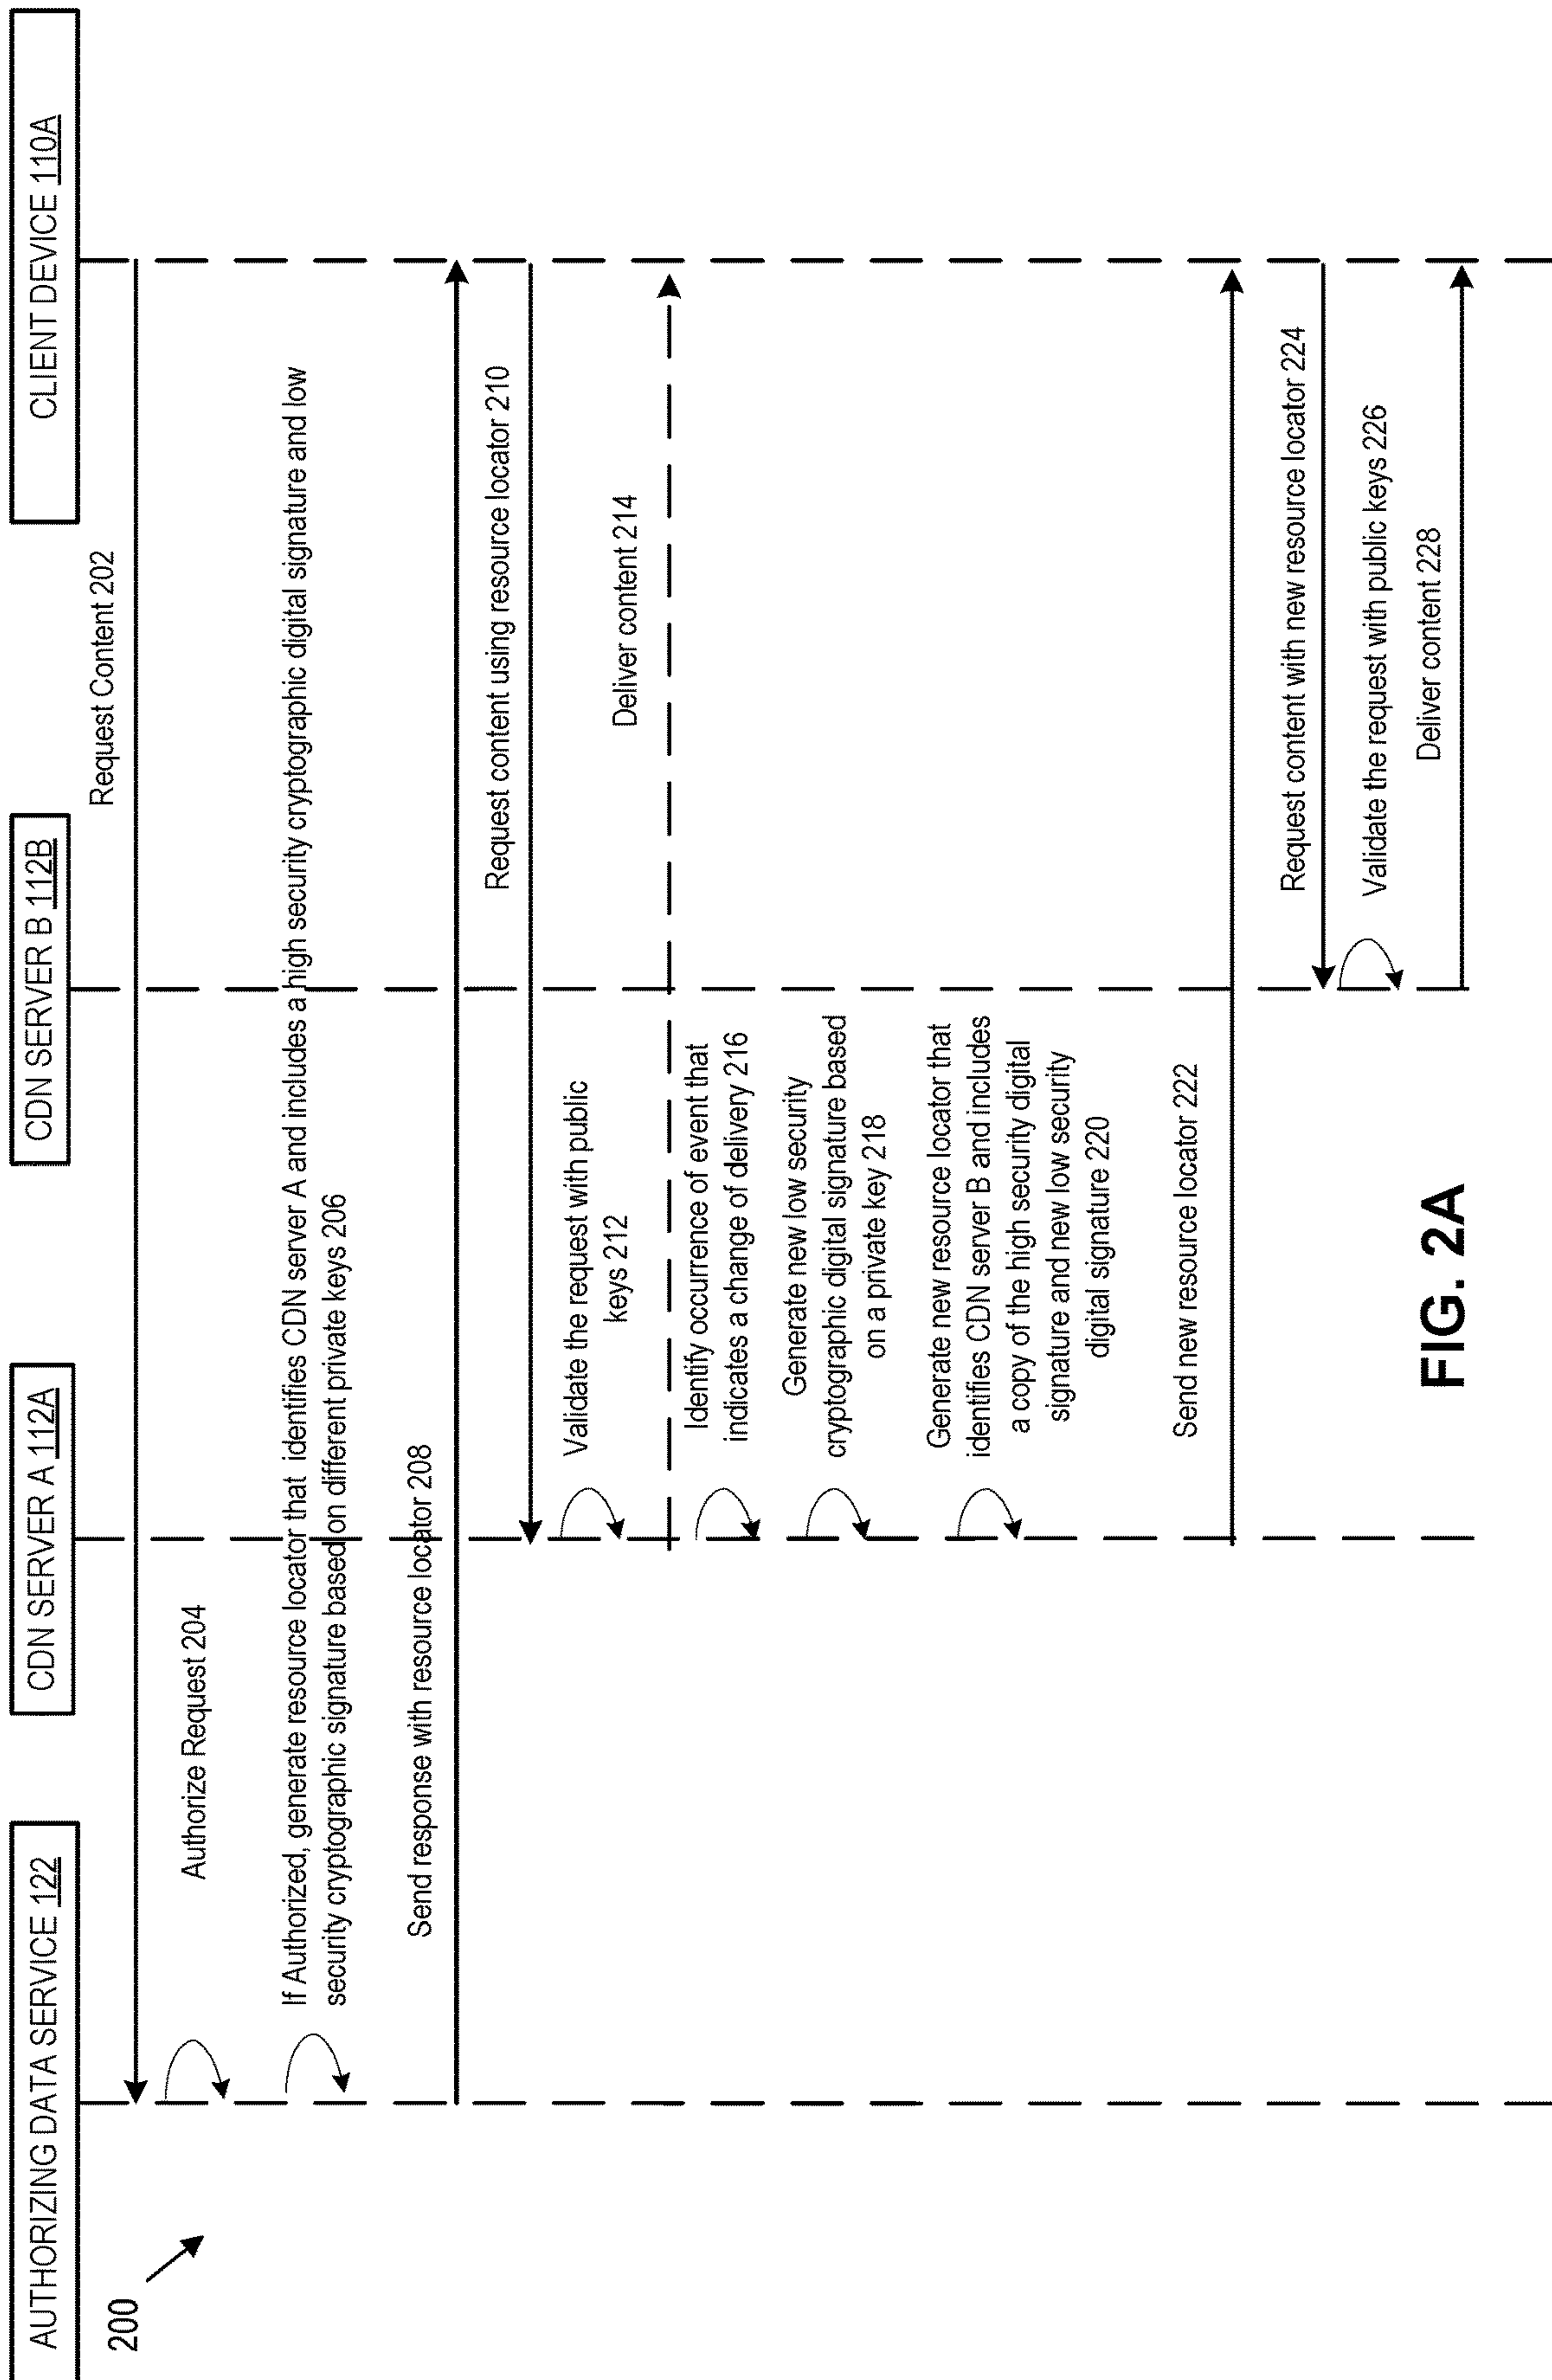 AUTHORIZING DATA SERVICE 122
CDN SERVER A 112A
CDN SERVER B 112B
CLIENT DEVICE 110A
200
Request Content 202
Authorize Request 204
If Authorized, generate resource locator that identifies CDN server A and includes a high security cryptographic digital signature and low
security cryptographic signature based on different private keys 206
Send response with resource locator 208
Request content using resource locator 210
Validate the request with public
keys 212
Deliver content 214
Identify occurrence of event that
indicates a change of delivery 216
Generate new low security
cryptographic digital signature based
on a private key 218
Generate new resource locator that
identifies CDN server B and includes
a copy of the high security digital
signature and new low security
digital signature 220
Send new resource locator 222
Request content with new resource locator 224
Validate the request with public keys 226
Deliver content 228
FIG. 2A